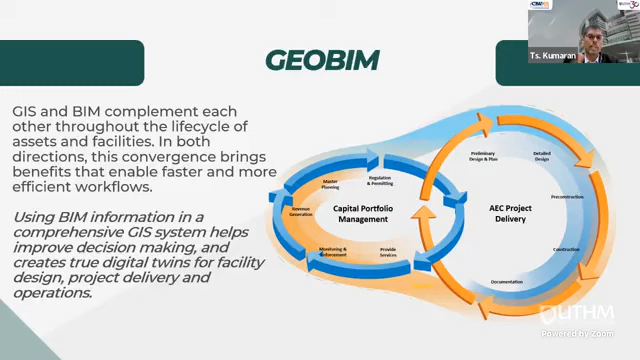 GEOBIM
Ts. Kumaran
GIS and BIM complement each
other throughout the lifecycle of
assets and facilities. In both
directions, this convergence brings
benefits that enable faster and more
efficient workflows.
Using BIM information in a
comprehensive GIS system helps
improve decision making, and
creates true digital twins for facility
design, project delivery and
operations.
Master
Planning
Regulation
& Permitting
Revenue
Generation
Capital Portfolio
Management
Monitoring &
Enforcement
Provide
Services
Preliminary
Design & Plan
Detailed
Design
Preconstruction
AEC Project
Delivery
Construction
Documentation
UTHM
Powered by Zoom